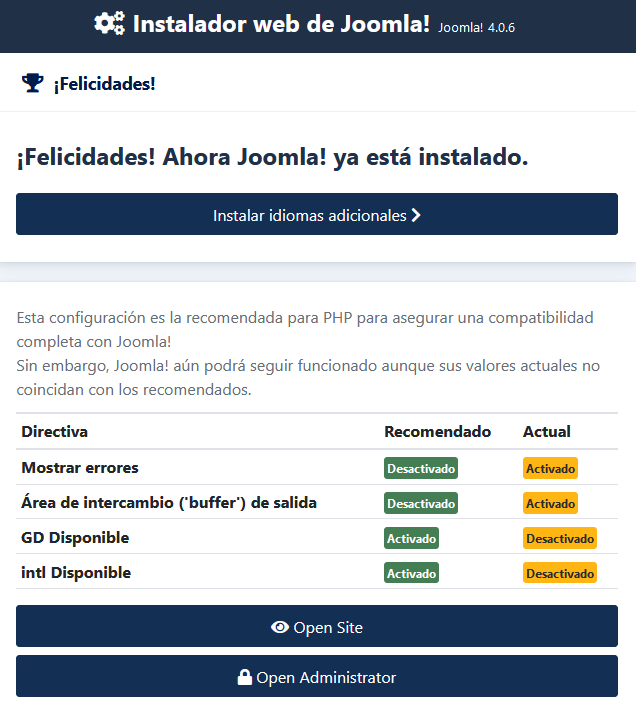 Instalador web de Joomla! Joomla! 4.0.6
¡Felicidades!
¡Felicidades! Ahora Joomla! ya está instalado.
Instalar idiomas adicionales
Esta configuración es la recomendada para PHP para asegurar una compatibilidad
completa con Joomla!
Sin embargo, Joomla! aún podrá seguir funcionado aunque sus valores actuales no
coincidan con los recomendados.
Directiva Recomendado Actual
Mostrar errores Desactivado Activado
Área de intercambio ('buffer') de salida Desactivado Activado
GD Disponible Activado Desactivado
intl Disponible Activado Desactivado
Open Site
Open Administrator